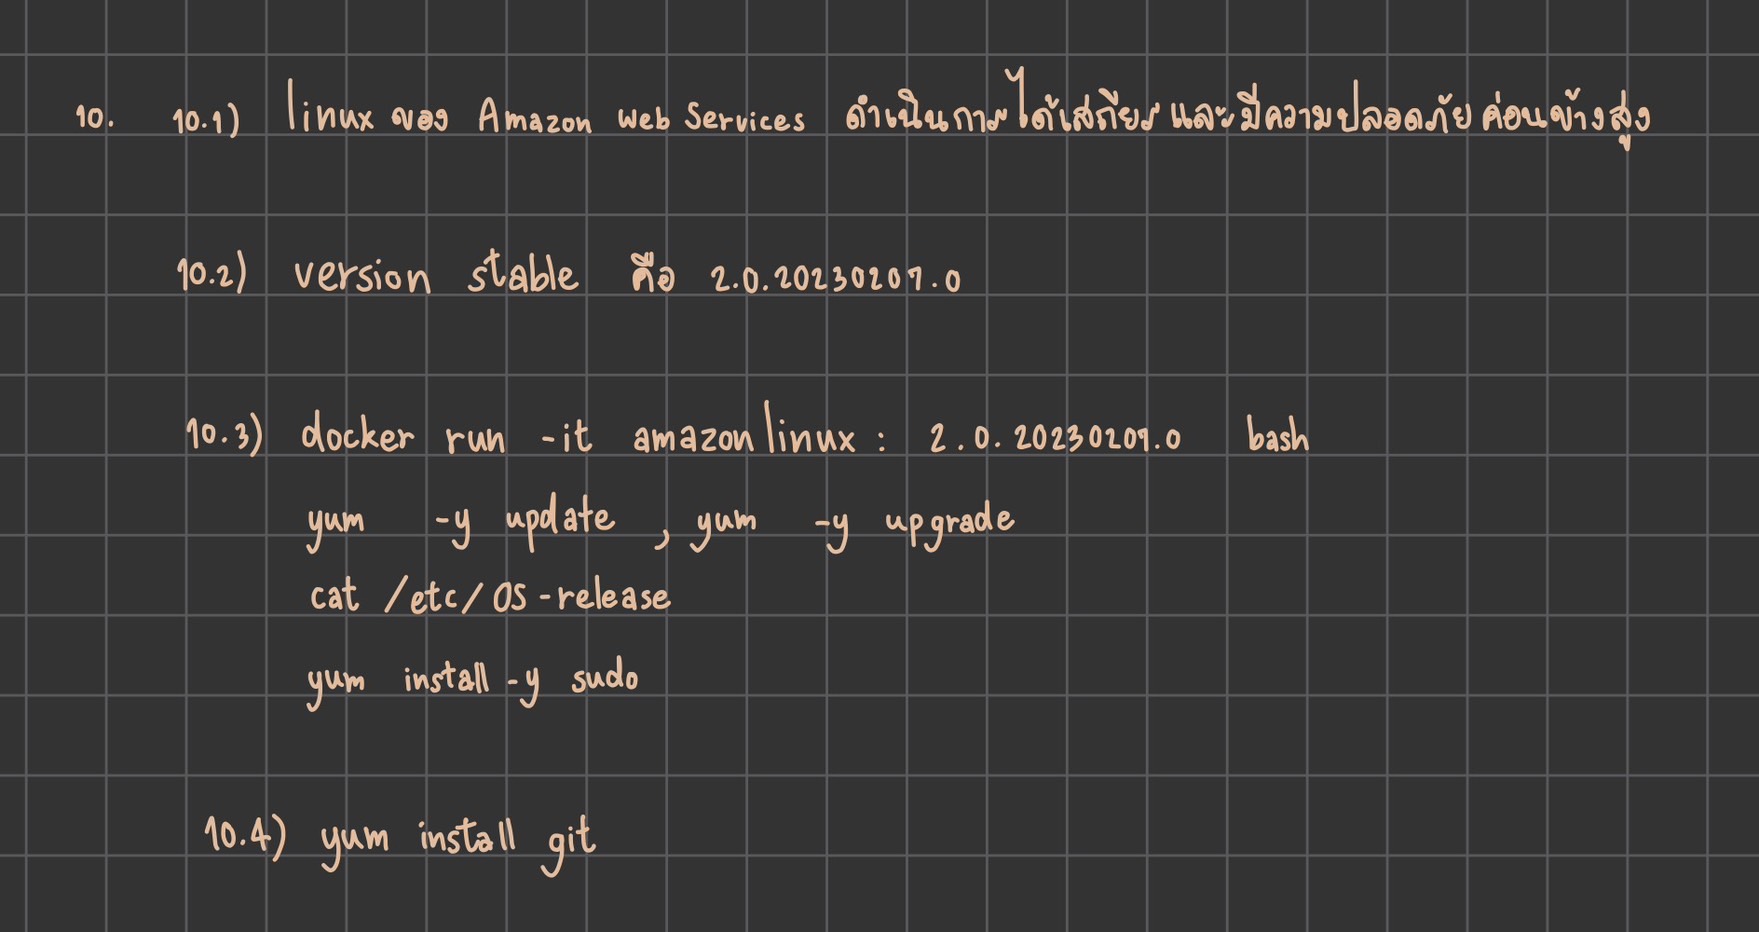 10. 10.1) linux ของ Amazon Web Services ดำเนินการได้เสถียร และมีความปลอดภัย ค่อนข้างสูง
10.2) version stable คือ 2.0.20230207.0
10.3) docker run -it amazonlinux : 2.0.20230207.0 bash
yum -y update , yum -y upgrade
cat /etc/OS-release
yum install -y sudo
10.4) yum install git